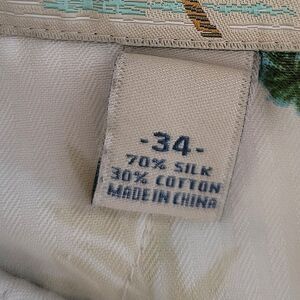 -34-
70% SILK
30% COTTON
MADE IN CHINA